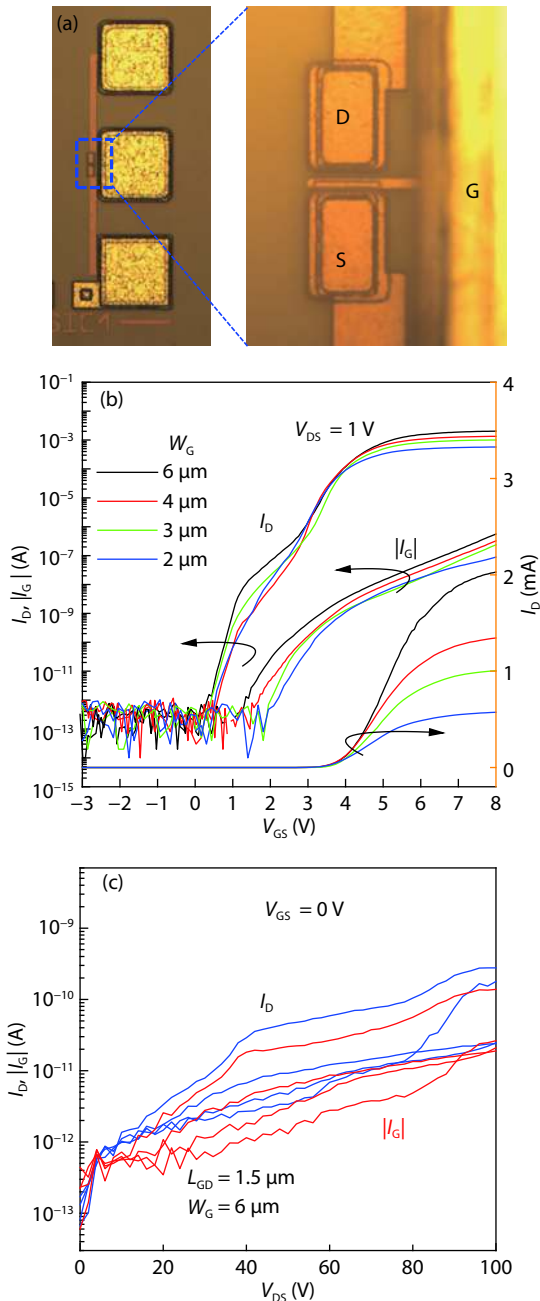 (a)
D
G
S
SIC1
(b)
V_DS = 1 V
W_G
6 μm
4 μm
3 μm
2 μm
I_D
|I_G|
10⁻¹
10⁻³
10⁻⁵
10⁻⁷
10⁻⁹
10⁻¹¹
10⁻¹³
10⁻¹⁵
I_D, |I_G| (A)
4
3
2
1
0
I_D (mA)
−3 −2 −1 0 1 2 3 4 5 6 7 8
V_GS (V)
(c)
V_GS = 0 V
I_D
|I_G|
L_GD = 1.5 μm
W_G = 6 μm
10⁻⁹
10⁻¹⁰
10⁻¹¹
10⁻¹²
10⁻¹³
I_D, |I_G| (A)
0 20 40 60 80 100
V_DS (V)